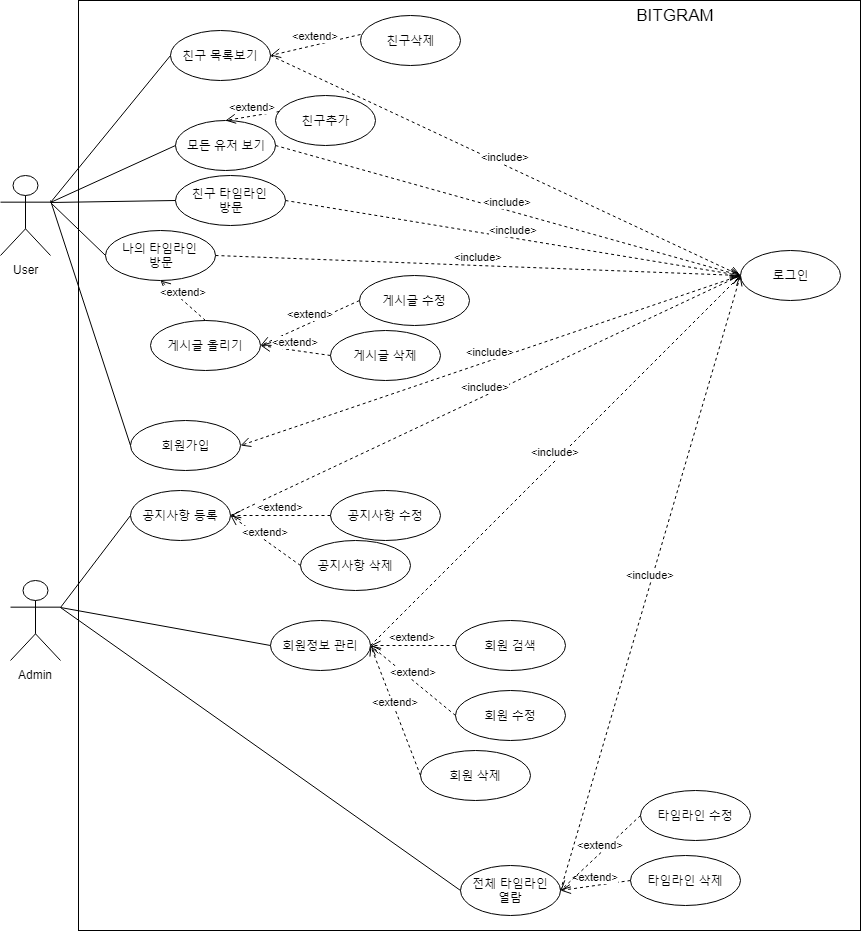 BITGRAM
<extend>
친구삭제
친구 목록보기
<extend>
친구추가
모든 유저 보기
<include>
친구 타임라인
방문
<include>
<include>
User
나의 타임라인
방문
<include>
로그인
<extend>
게시글 수정
<extend>
게시글 올리기
<extend>
게시글 삭제
<include>
<include>
회원가입
<include>
공지사항 등록
<extend>
공지사항 수정
<extend>
공지사항 삭제
<include>
Admin
회원정보 관리
<extend>
회원 검색
<extend>
<extend>
회원 수정
회원 삭제
타임라인 수정
<extend>
전체 타임라인
열람
<extend>
타임라인 삭제